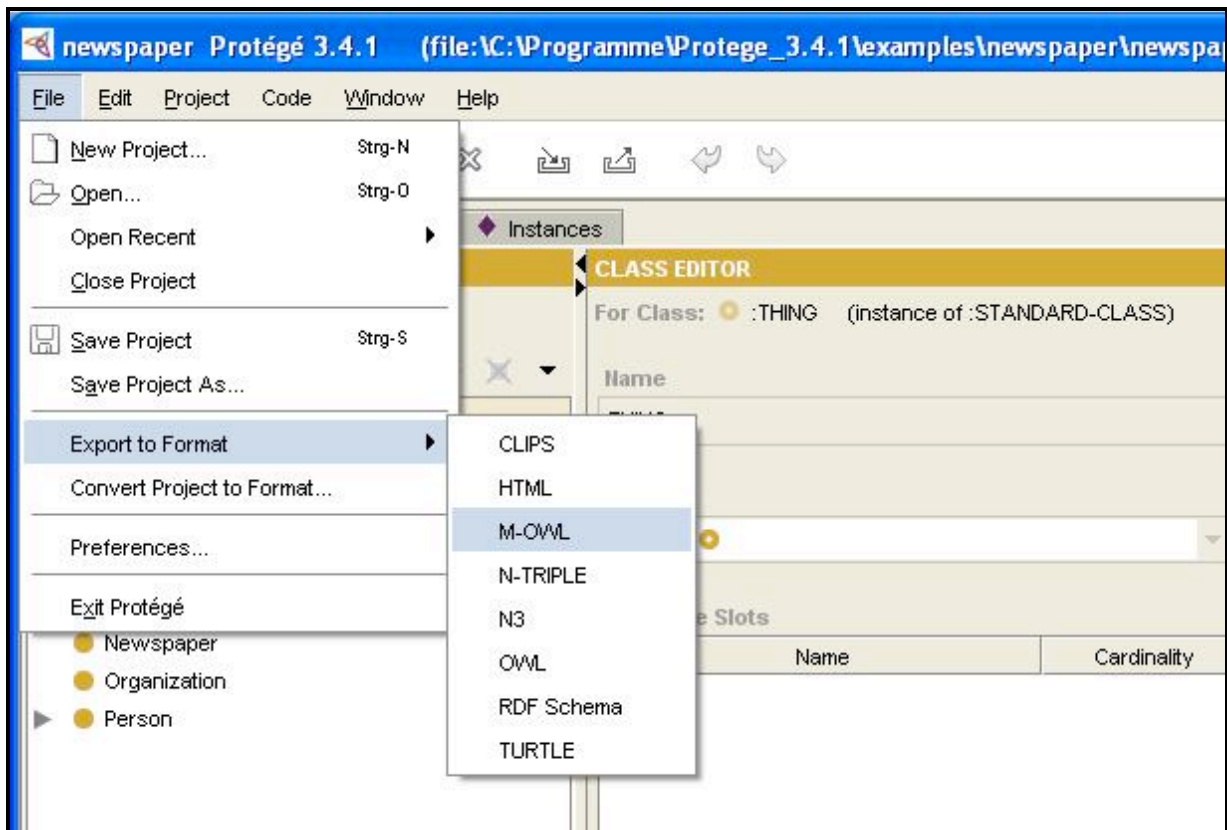 newspaper Protégé 3.4.1 (file:\C:\Programme\Protege_3.4.1\examples\newspaper\newspap
File Edit Project Code Window Help
New Project... Strg-N
Open... Strg-O
Open Recent
Close Project
Save Project Strg-S
Save Project As...
Export to Format
Convert Project to Format...
Preferences...
Exit Protégé
CLIPS
HTML
M-OWL
N-TRIPLE
N3
OWL
RDF Schema
TURTLE
Newspaper
Organization
Person
Instances
CLASS EDITOR
For Class: :THING (instance of :STANDARD-CLASS)
Name
Slots
Name Cardinality